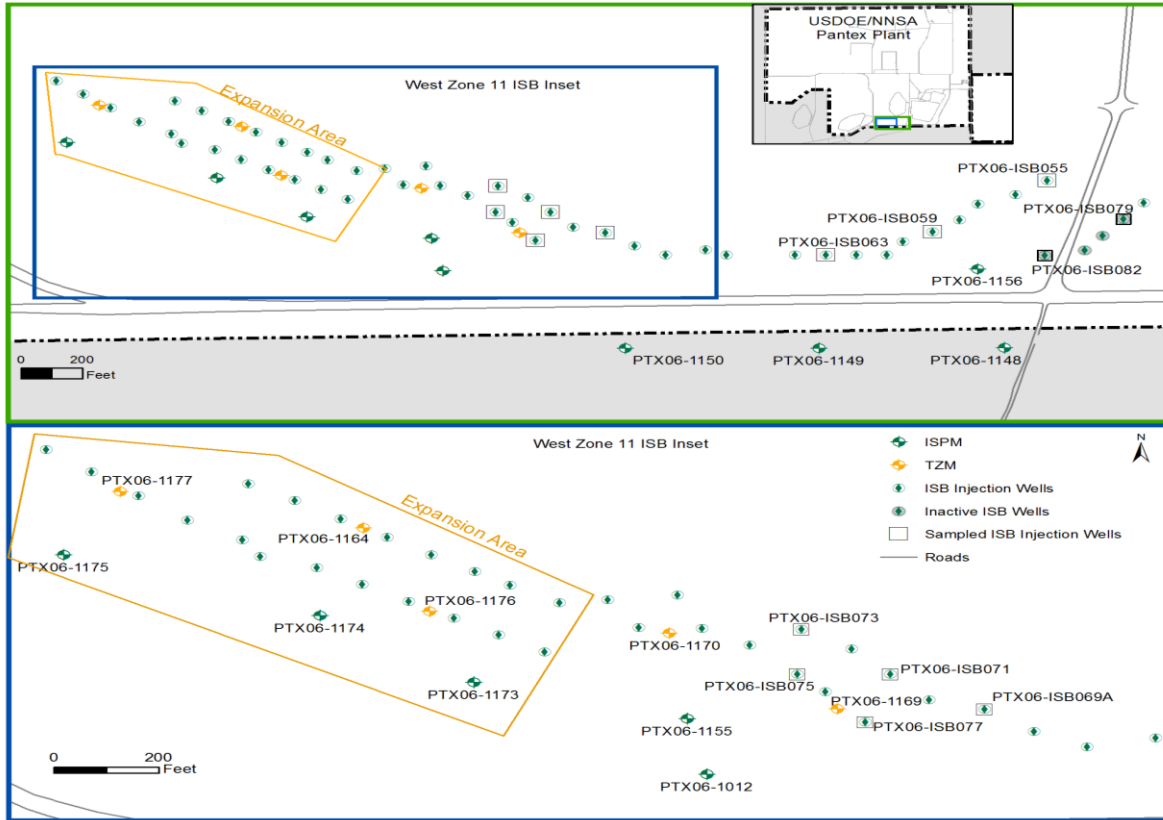 USDOE/NNSA
Pantex Plant
West Zone 11 ISB Inset
Expansion Area
PTX06-ISB055
PTX06-ISB079
PTX06-ISB059
PTX06-ISB063
PTX06-ISB082
PTX06-1156
PTX06-1150
PTX06-1149
PTX06-1148
0 200
Feet
West Zone 11 ISB Inset
N
ISPM
TZM
ISB Injection Wells
Inactive ISB Wells
Sampled ISB Injection Wells
Roads
PTX06-1177
Expansion Area
PTX06-1164
PTX06-1175
PTX06-1176
PTX06-1174
PTX06-1170
PTX06-ISB073
PTX06-ISB071
PTX06-ISB075
PTX06-1173
PTX06-1169
PTX06-ISB069A
PTX06-ISB077
PTX06-1155
0 200
Feet
PTX06-1012